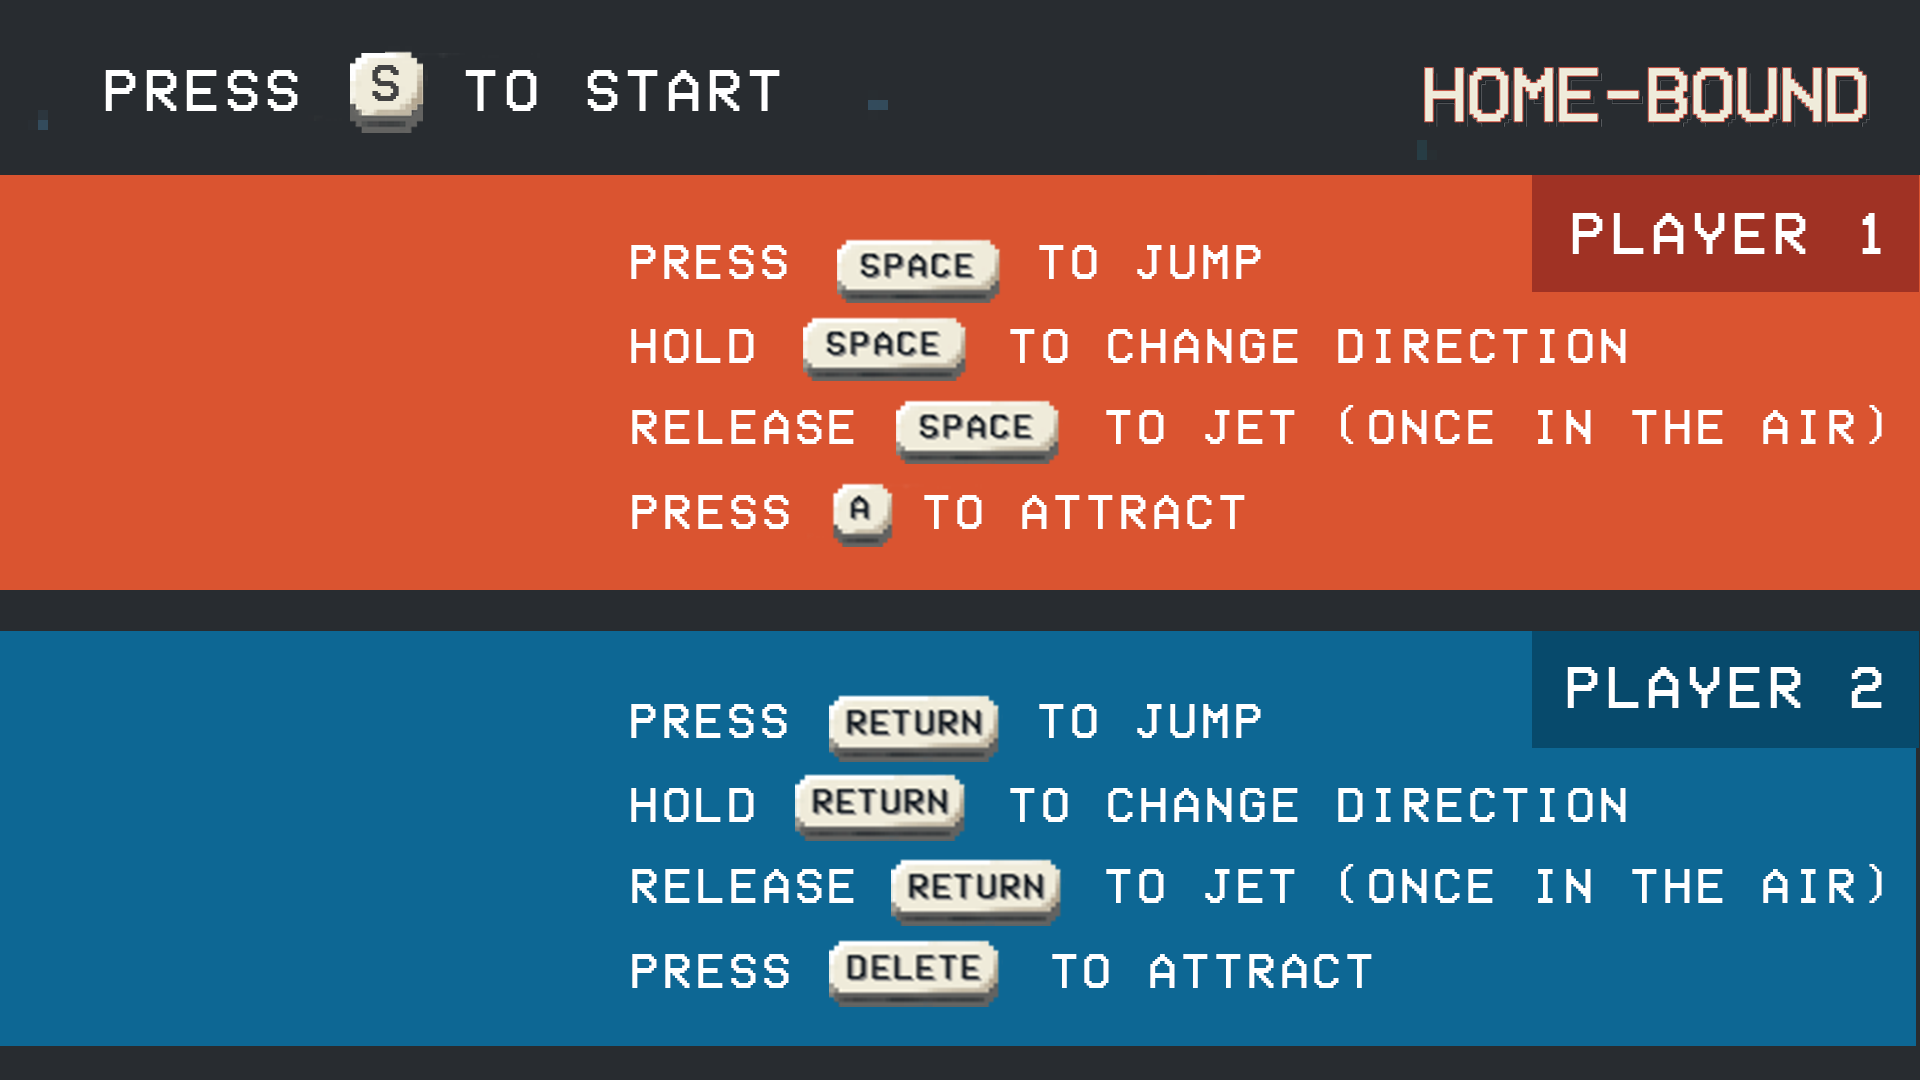 PRESS S TO START
HOME-BOUND
PLAYER 1
PRESS SPACE TO JUMP
HOLD SPACE TO CHANGE DIRECTION
RELEASE SPACE TO JET (ONCE IN THE AIR)
PRESS A TO ATTRACT
PLAYER 2
PRESS RETURN TO JUMP
HOLD RETURN TO CHANGE DIRECTION
RELEASE RETURN TO JET (ONCE IN THE AIR)
PRESS DELETE TO ATTRACT